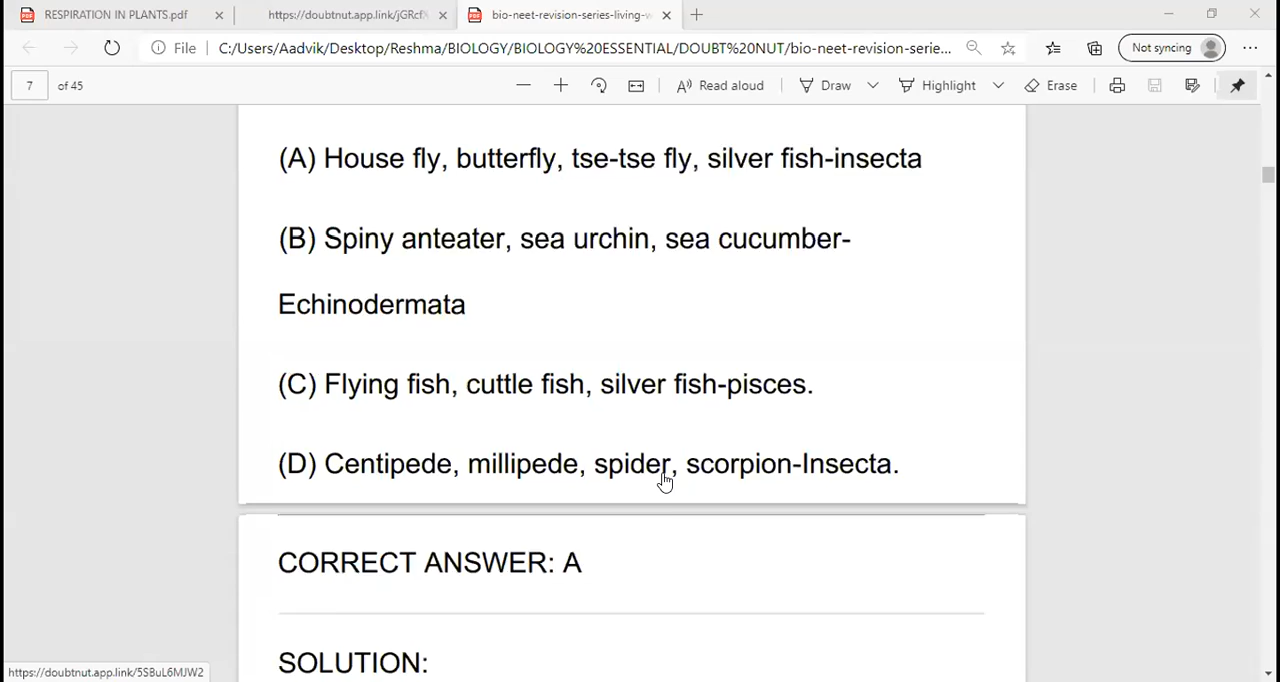 RESPIRATION IN PLANTS.pdf
https://doubtnut.app.link/jGRcfX
bio-neet-revision-series-living-w
File
C:/Users/Aadvik/Desktop/Reshma/BIOLOGY/BIOLOGY%20ESSENTIAL/DOUBT%20NUT/bio-neet-revision-serie...
Not syncing
7 of 45
Read aloud
Draw
Highlight
Erase
(A) House fly, butterfly, tse-tse fly, silver fish-insecta
(B) Spiny anteater, sea urchin, sea cucumber-
Echinodermata
(C) Flying fish, cuttle fish, silver fish-pisces.
(D) Centipede, millipede, spider, scorpion-Insecta.
CORRECT ANSWER: A
SOLUTION:
https://doubtnut.app.link/5SBuL6MJW2